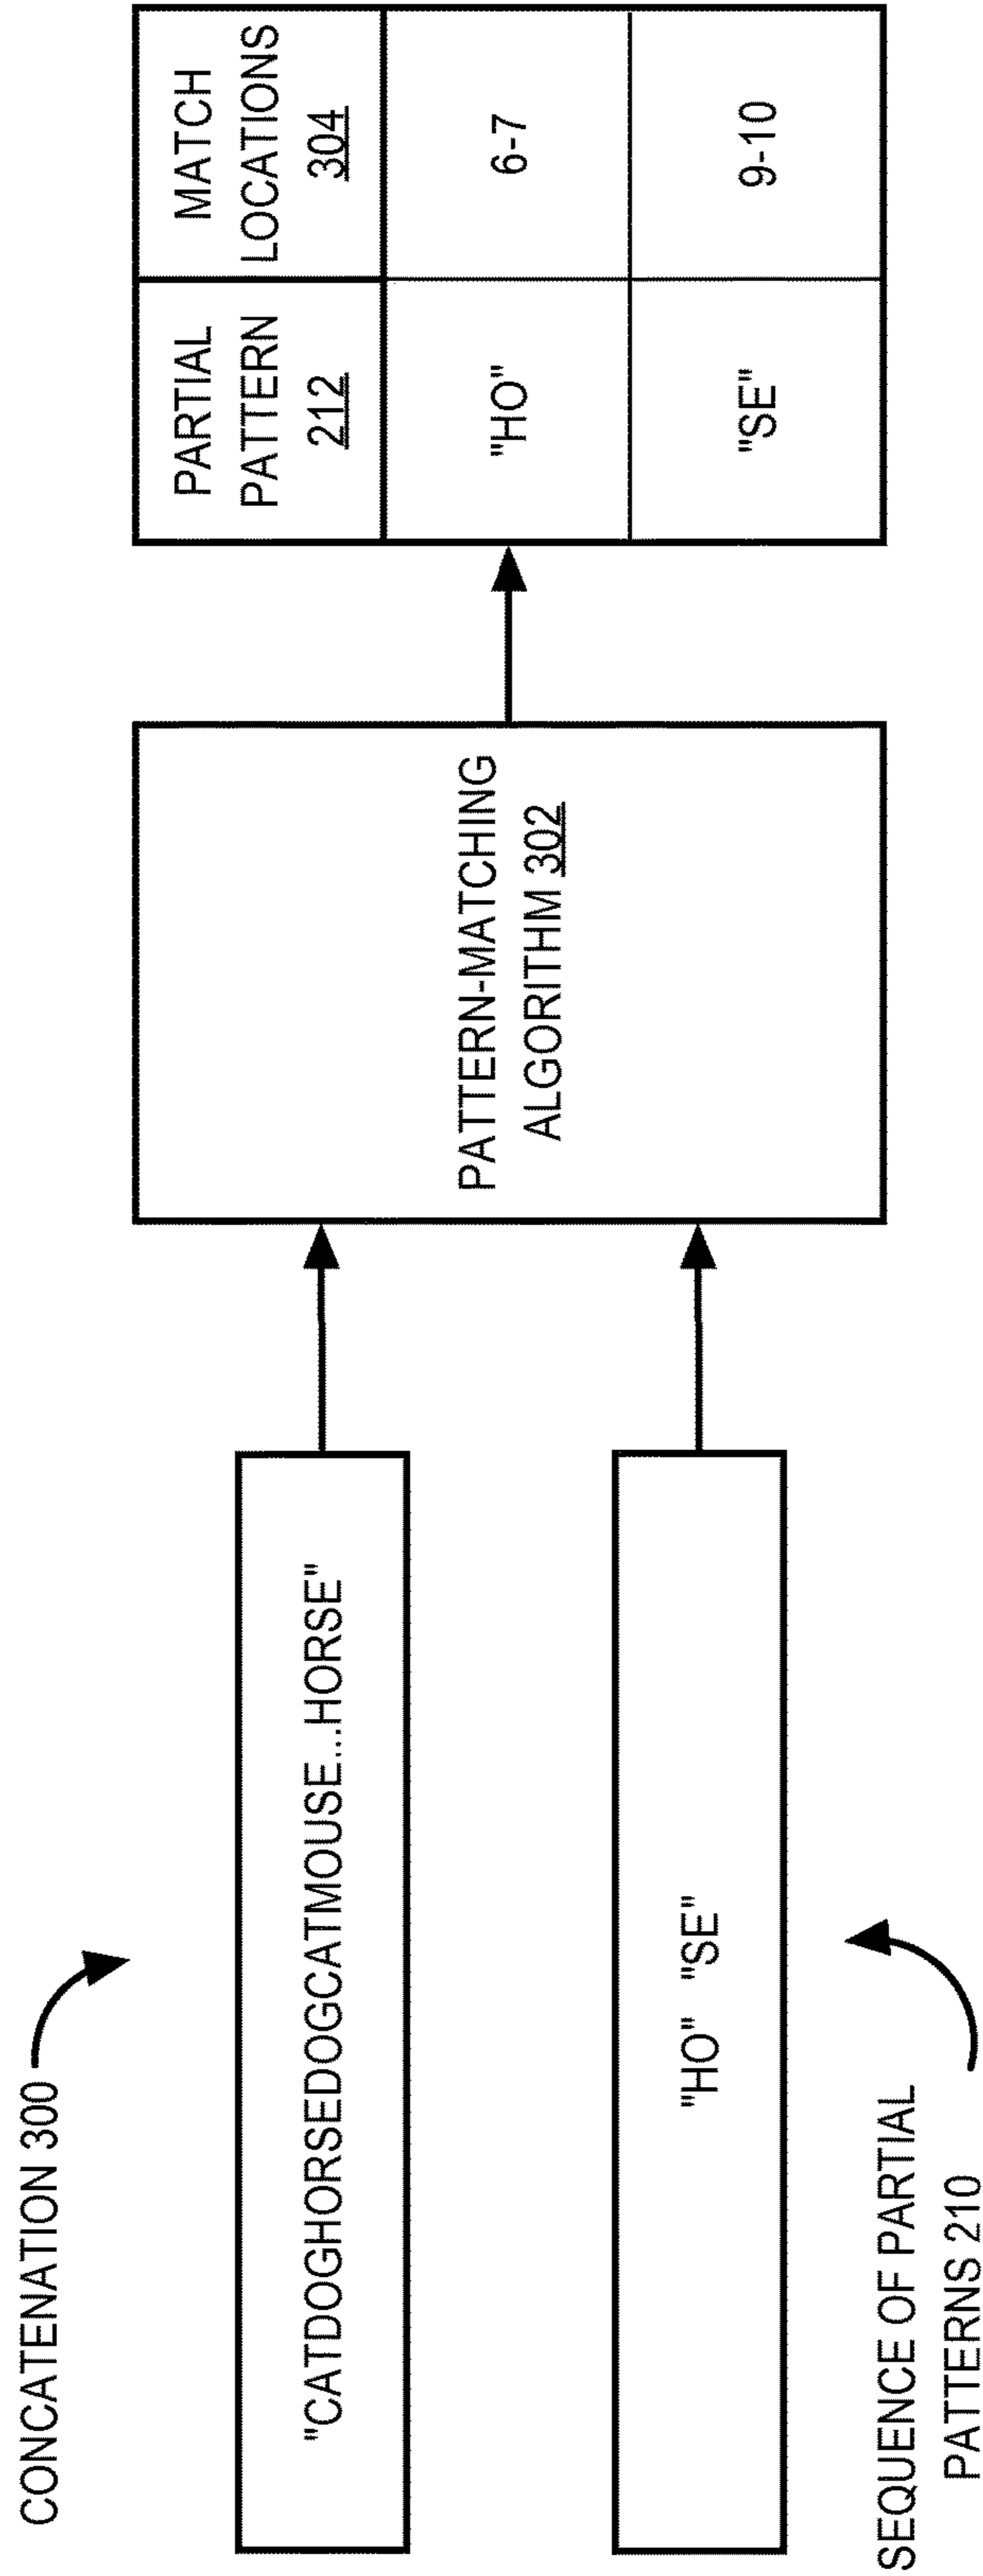 CONCATENATION 300
"CATDOGHORSEDOGCATMOUSE...HORSE"
"HO" "SE"
SEQUENCE OF PARTIAL
PATTERNS 210
PATTERN-MATCHING
ALGORITHM 302
PARTIAL
PATTERN
212
MATCH
LOCATIONS
304
"HO"
6-7
"SE"
9-10